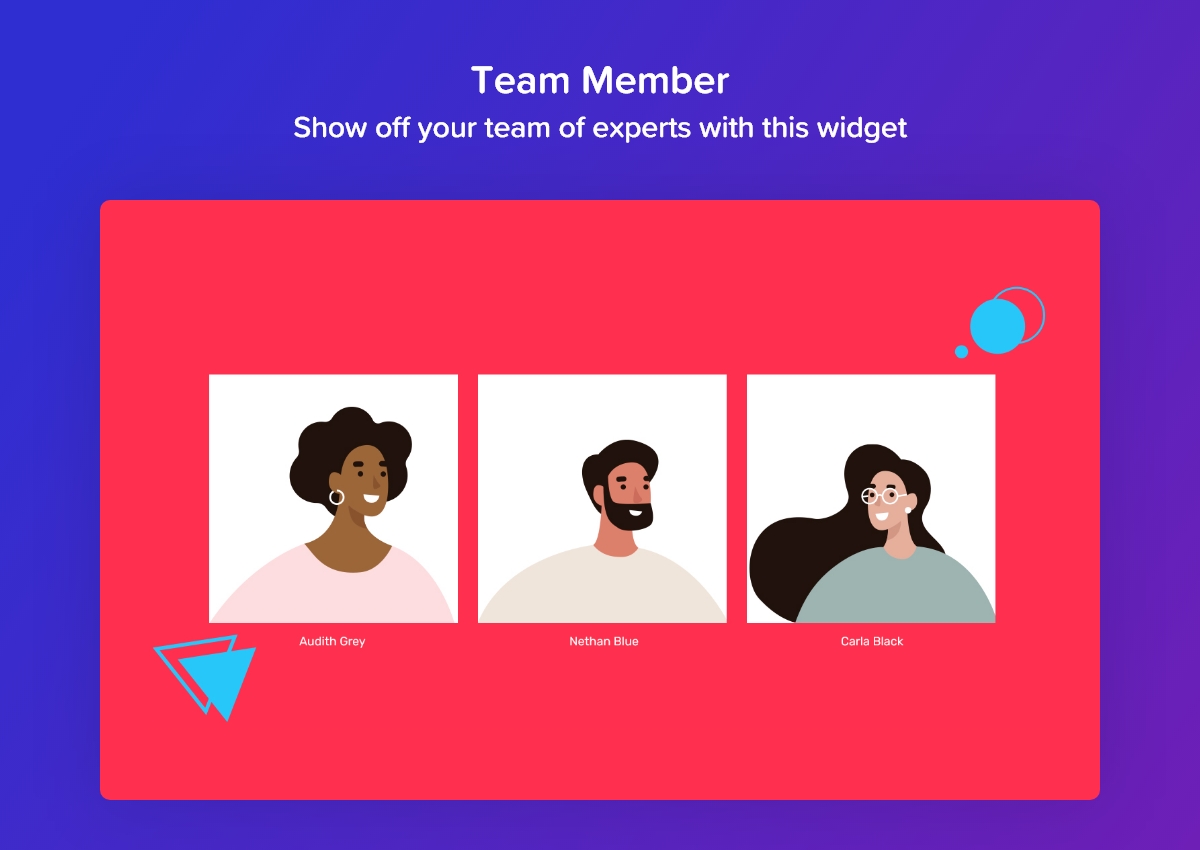 Team Member
Show off your team of experts with this widget
Audith Grey
Nethan Blue
Carla Black